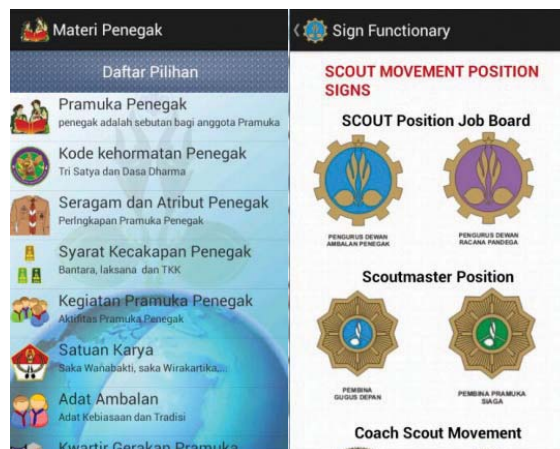 Materi Penegak
Daftar Pilihan
Pramuka Penegak
penegak adalah sebutan bagi anggota Pramuka
Kode kehormatan Penegak
Tri Satya dan Dasa Dharma
Seragam dan Atribut Penegak
Perlngkapan Pramuka Penegak
Syarat Kecakapan Penegak
Bantara, laksana dan TKK
Kegiatan Pramuka Penegak
Aktifitas Pramuka Penegak
Satuan Karya
Saka Wanabakti, saka Wirakartika,...
Adat Ambalan
Adat Kebiasaan dan Tradisi
Kwartir Gerakan Pramuka
Sign Functionary
SCOUT MOVEMENT POSITION
SIGNS
SCOUT Position Job Board
PENGURUS DEWAN
AMBALAN PENEGAK
PENGURUS DEWAN
RACANA PANDEGA
Scoutmaster Position
PEMBINA
GUGUS DEPAN
PEMBINA PRAMUKA
SIAGA
Coach Scout Movement